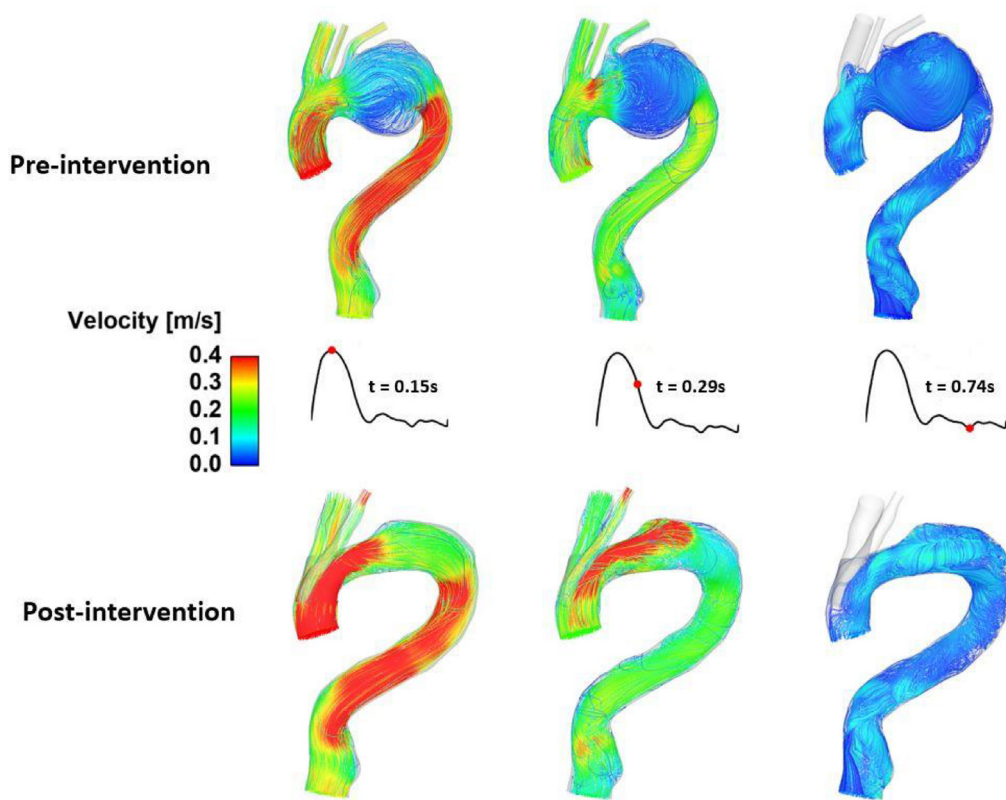 Pre-intervention
Velocity [m/s]
0.4
0.3
0.2
0.1
0.0
t = 0.15s
t = 0.29s
t = 0.74s
Post-intervention